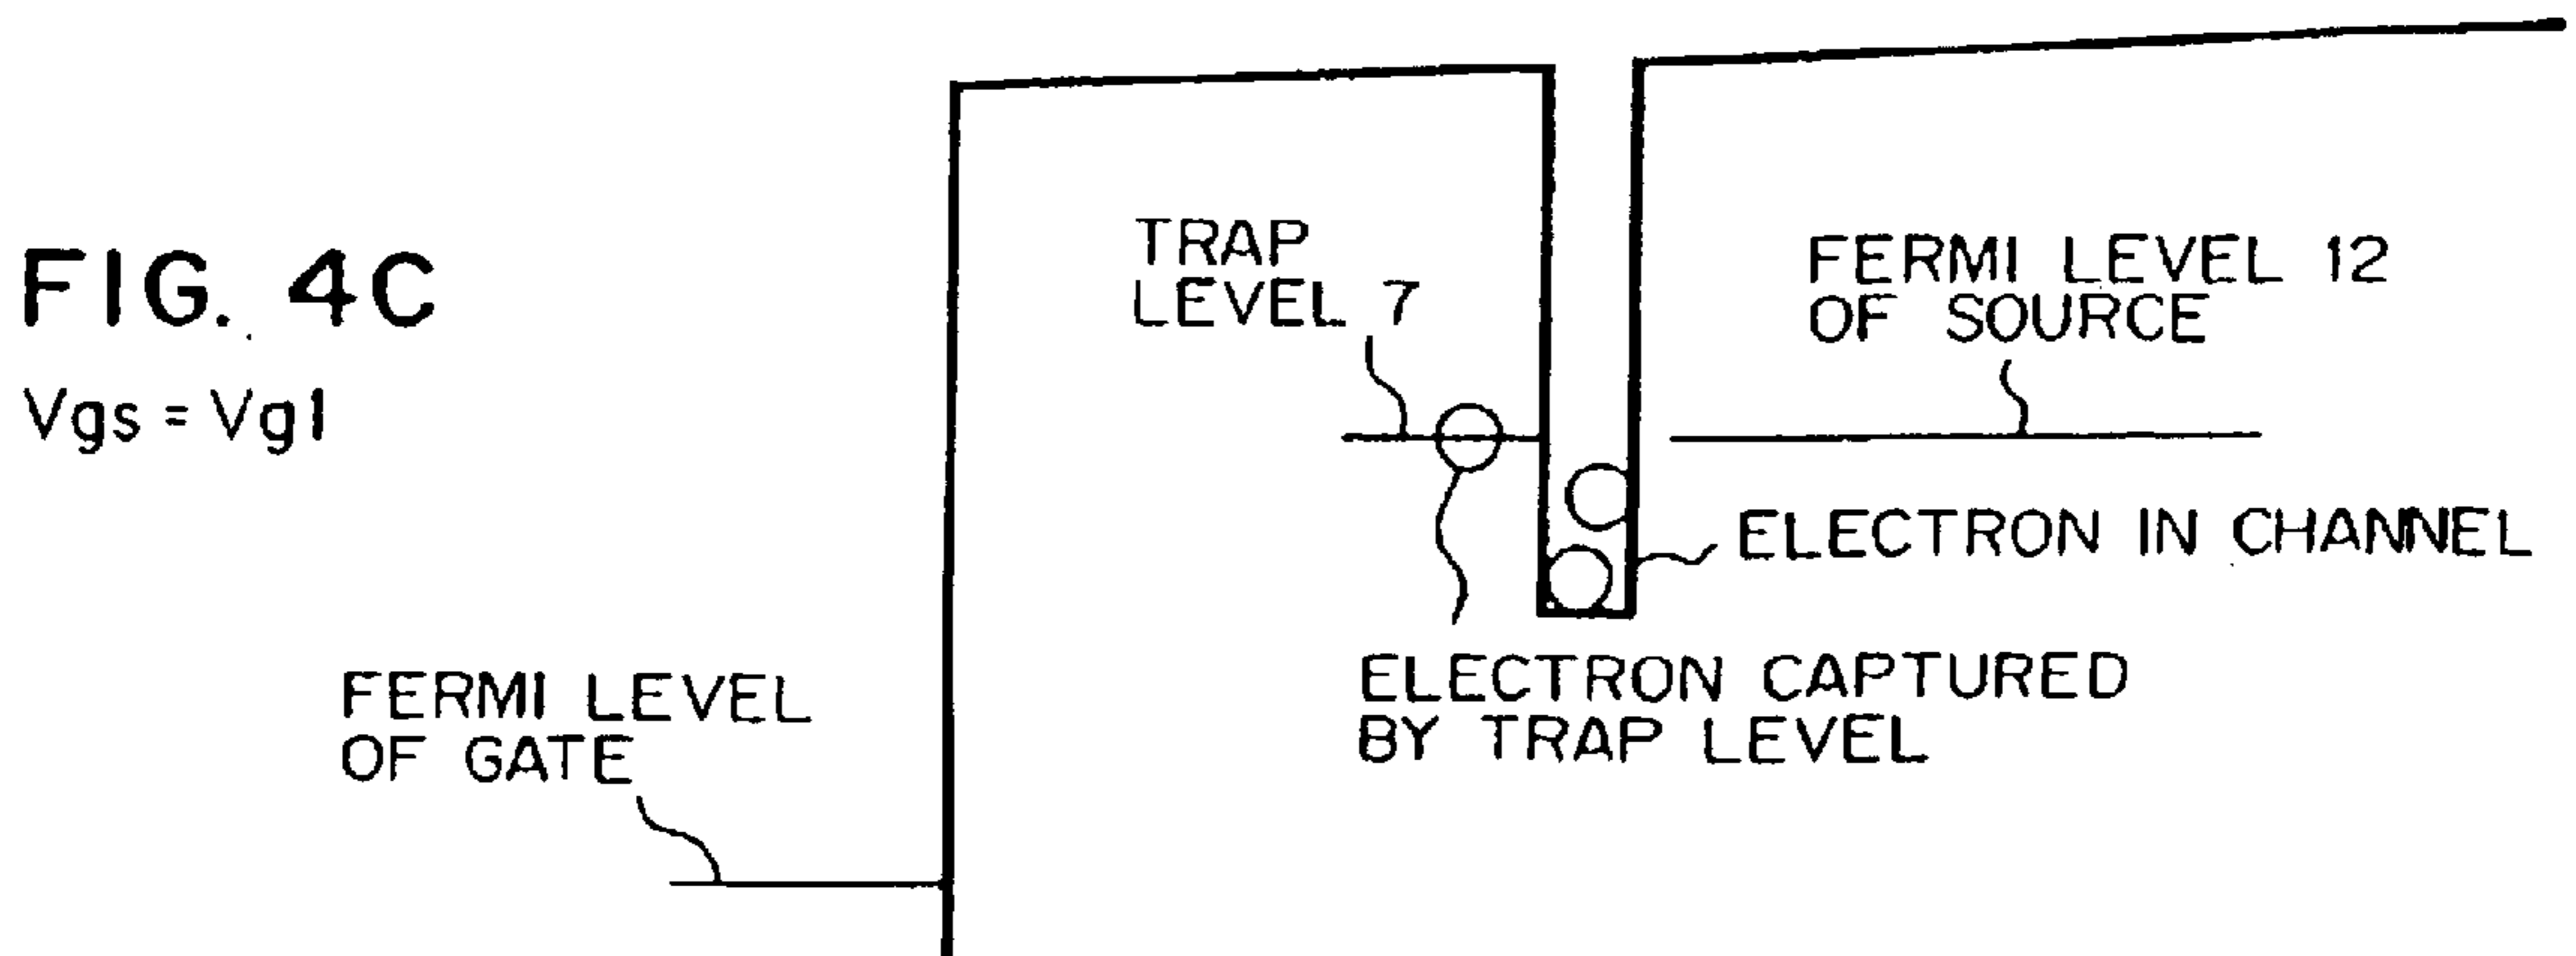 FIG. 4C
Vgs = Vg1
TRAP
LEVEL 7
FERMI LEVEL 12
OF SOURCE
ELECTRON IN CHANNEL
ELECTRON CAPTURED
BY TRAP LEVEL
FERMI LEVEL
OF GATE